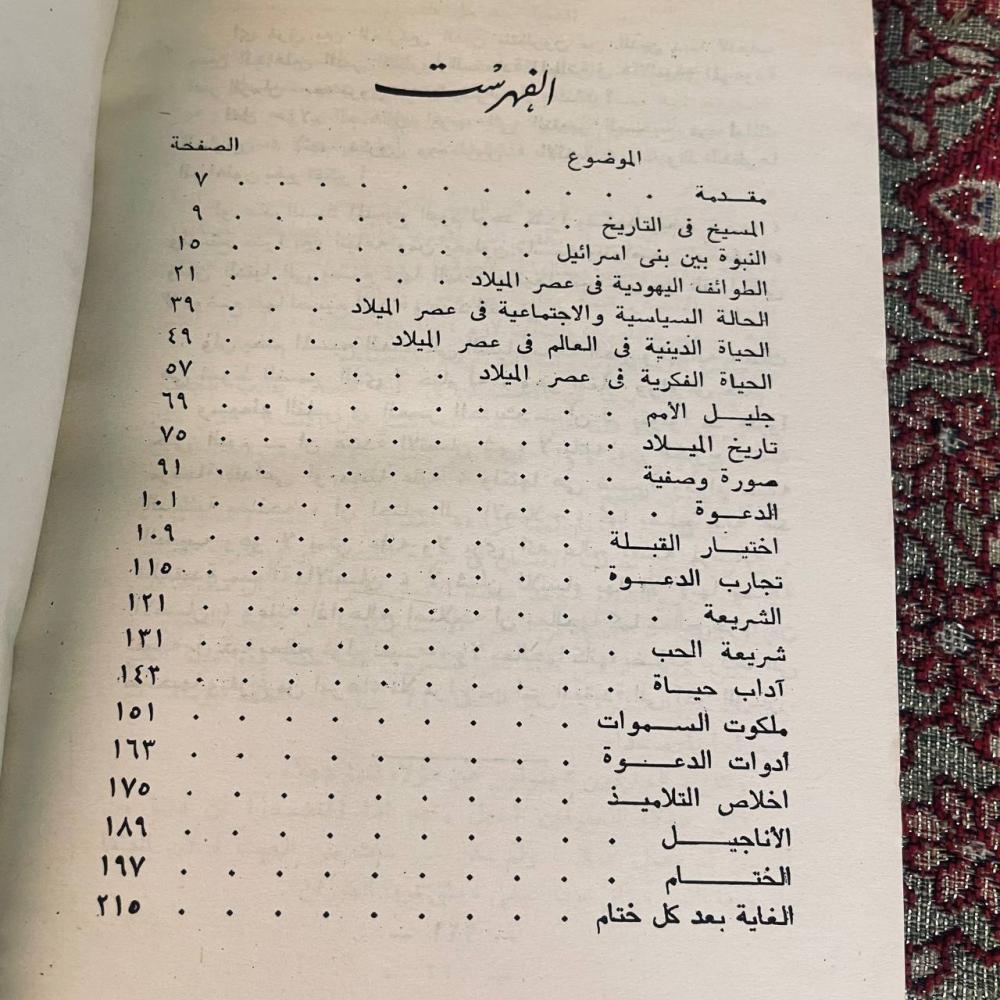 الفهرست
الموضوع الصفحة
مقدمة . . . . . . . . . . . . ٧
المسيح فى التاريخ . . . . . . . . . . ٩
النبوة بين بنى اسرائيل . . . . . . . . ١٥
الطوائف اليهودية فى عصر الميلاد . . . . . . ٢١
الحالة السياسية والاجتماعية فى عصر الميلاد . . . ٣٩
الحياة الدينية فى العالم فى عصر الميلاد . . . . ٤٩
الحياة الفكرية فى عصر الميلاد . . . . . . ٥٧
جليل الأمم . . . . . . . . . . ٦٩
تاريخ الميلاد . . . . . . . . . . ٧٥
صورة وصفية . . . . . . . . . . ٩١
الدعوة . . . . . . . . . . . ١٠١
اختيار القبلة . . . . . . . . . . ١٠٩
تجارب الدعوة . . . . . . . . . . ١١٥
الشريعة . . . . . . . . . . . ١٢١
شريعة الحب . . . . . . . . . . ١٣١
آداب حياة . . . . . . . . . . ١٤٣
ملكوت السموات . . . . . . . . . ١٥١
أدوات الدعوة . . . . . . . . . ١٦٣
اخلاص التلاميذ . . . . . . . . . ١٧٥
الأناجيل . . . . . . . . . . ١٨٩
الختام . . . . . . . . . . ١٩٧
الغاية بعد كل ختام . . . . . . . . . ٢١٥